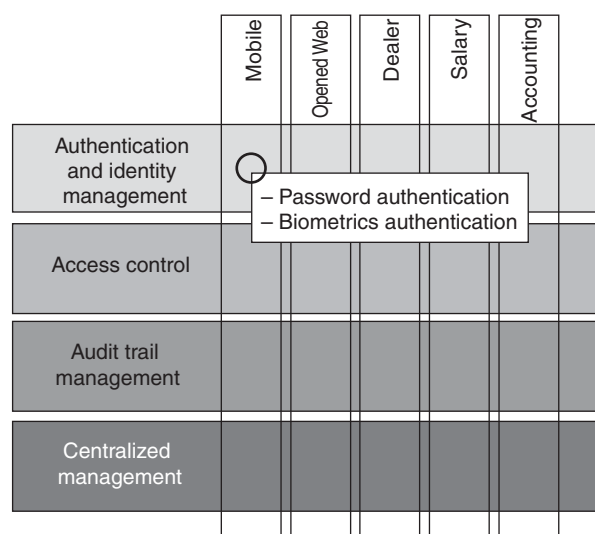 Mobile
Opened Web
Dealer
Salary
Accounting
Authentication
and identity
management
– Password authentication
– Biometrics authentication
Access control
Audit trail
management
Centralized
management